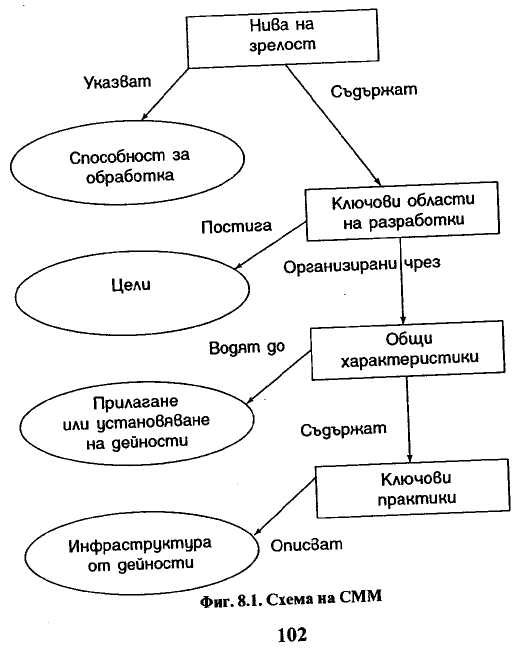 Нива на
зрелост
Указват
Съдържат
Способност за
обработка
Ключови области
на разработки
Постига
Организирани чрез
Цели
Общи
характеристики
Водят до
Прилагане
или установяване
на дейности
Съдържат
Ключови
практики
Инфраструктура
от дейности
Описват
Фиг. 8.1. Схема на СММ
102